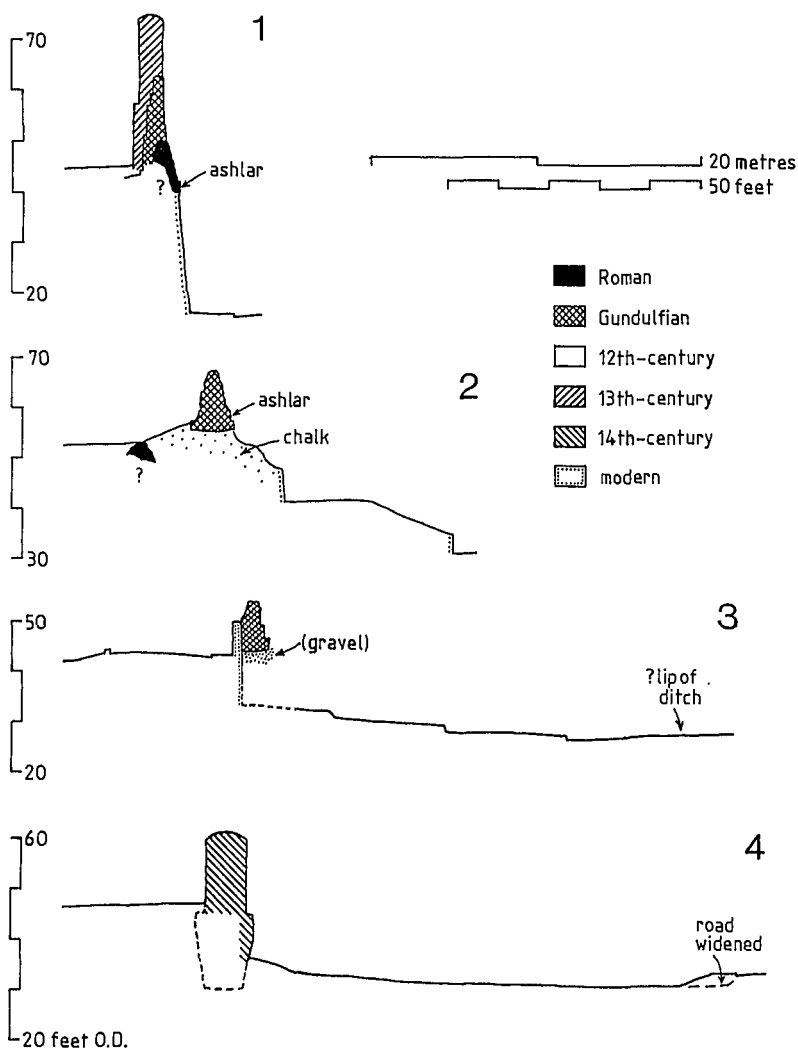 1
70
ashlar
?
20
20 metres
50 feet
Roman
Gundulfian
12th-century
13th-century
14th-century
modern
2
70
ashlar
chalk
?
30
3
50
(gravel)
?lip of
ditch
20
4
60
road
widened
20 feet O.D.